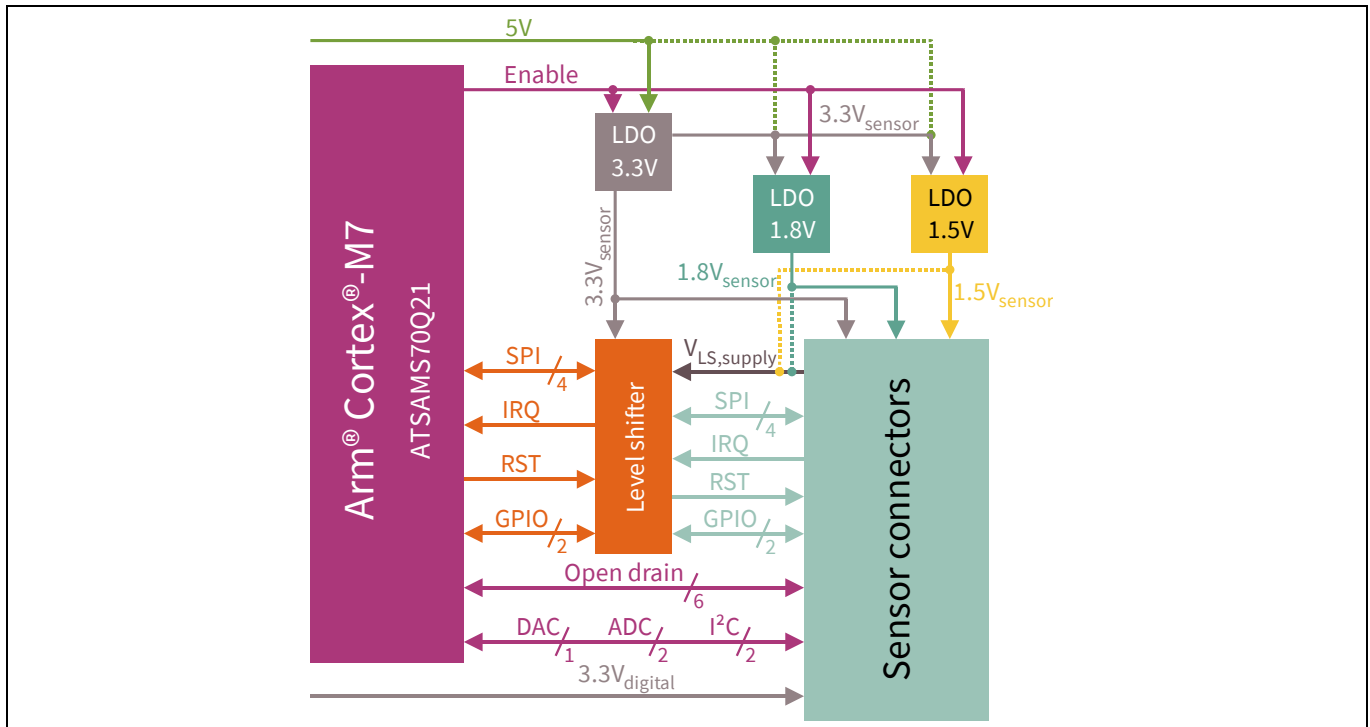 5V
Enable
3.3Vsensor
LDO
3.3V
LDO
1.8V
LDO
1.5V
3.3Vsensor
1.8Vsensor
1.5Vsensor
Arm® Cortex®-M7
ATSAMS70Q21
Level shifter
Sensor connectors
VLS,supply
SPI
4
SPI
4
IRQ
IRQ
RST
RST
GPIO
2
GPIO
2
Open drain
6
DAC
1
ADC
2
I²C
2
3.3Vdigital